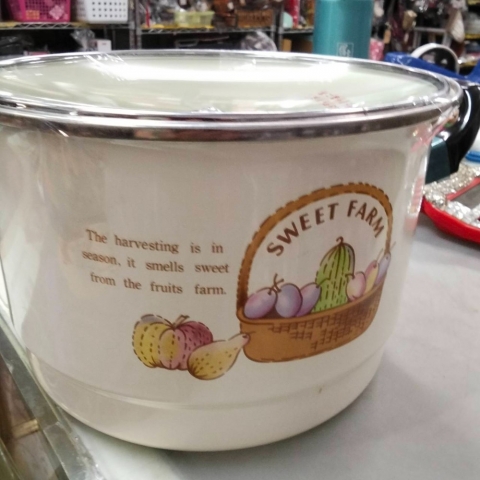 The harvesting is in
season, it smells sweet
from the fruits farm.
SWEET FARM